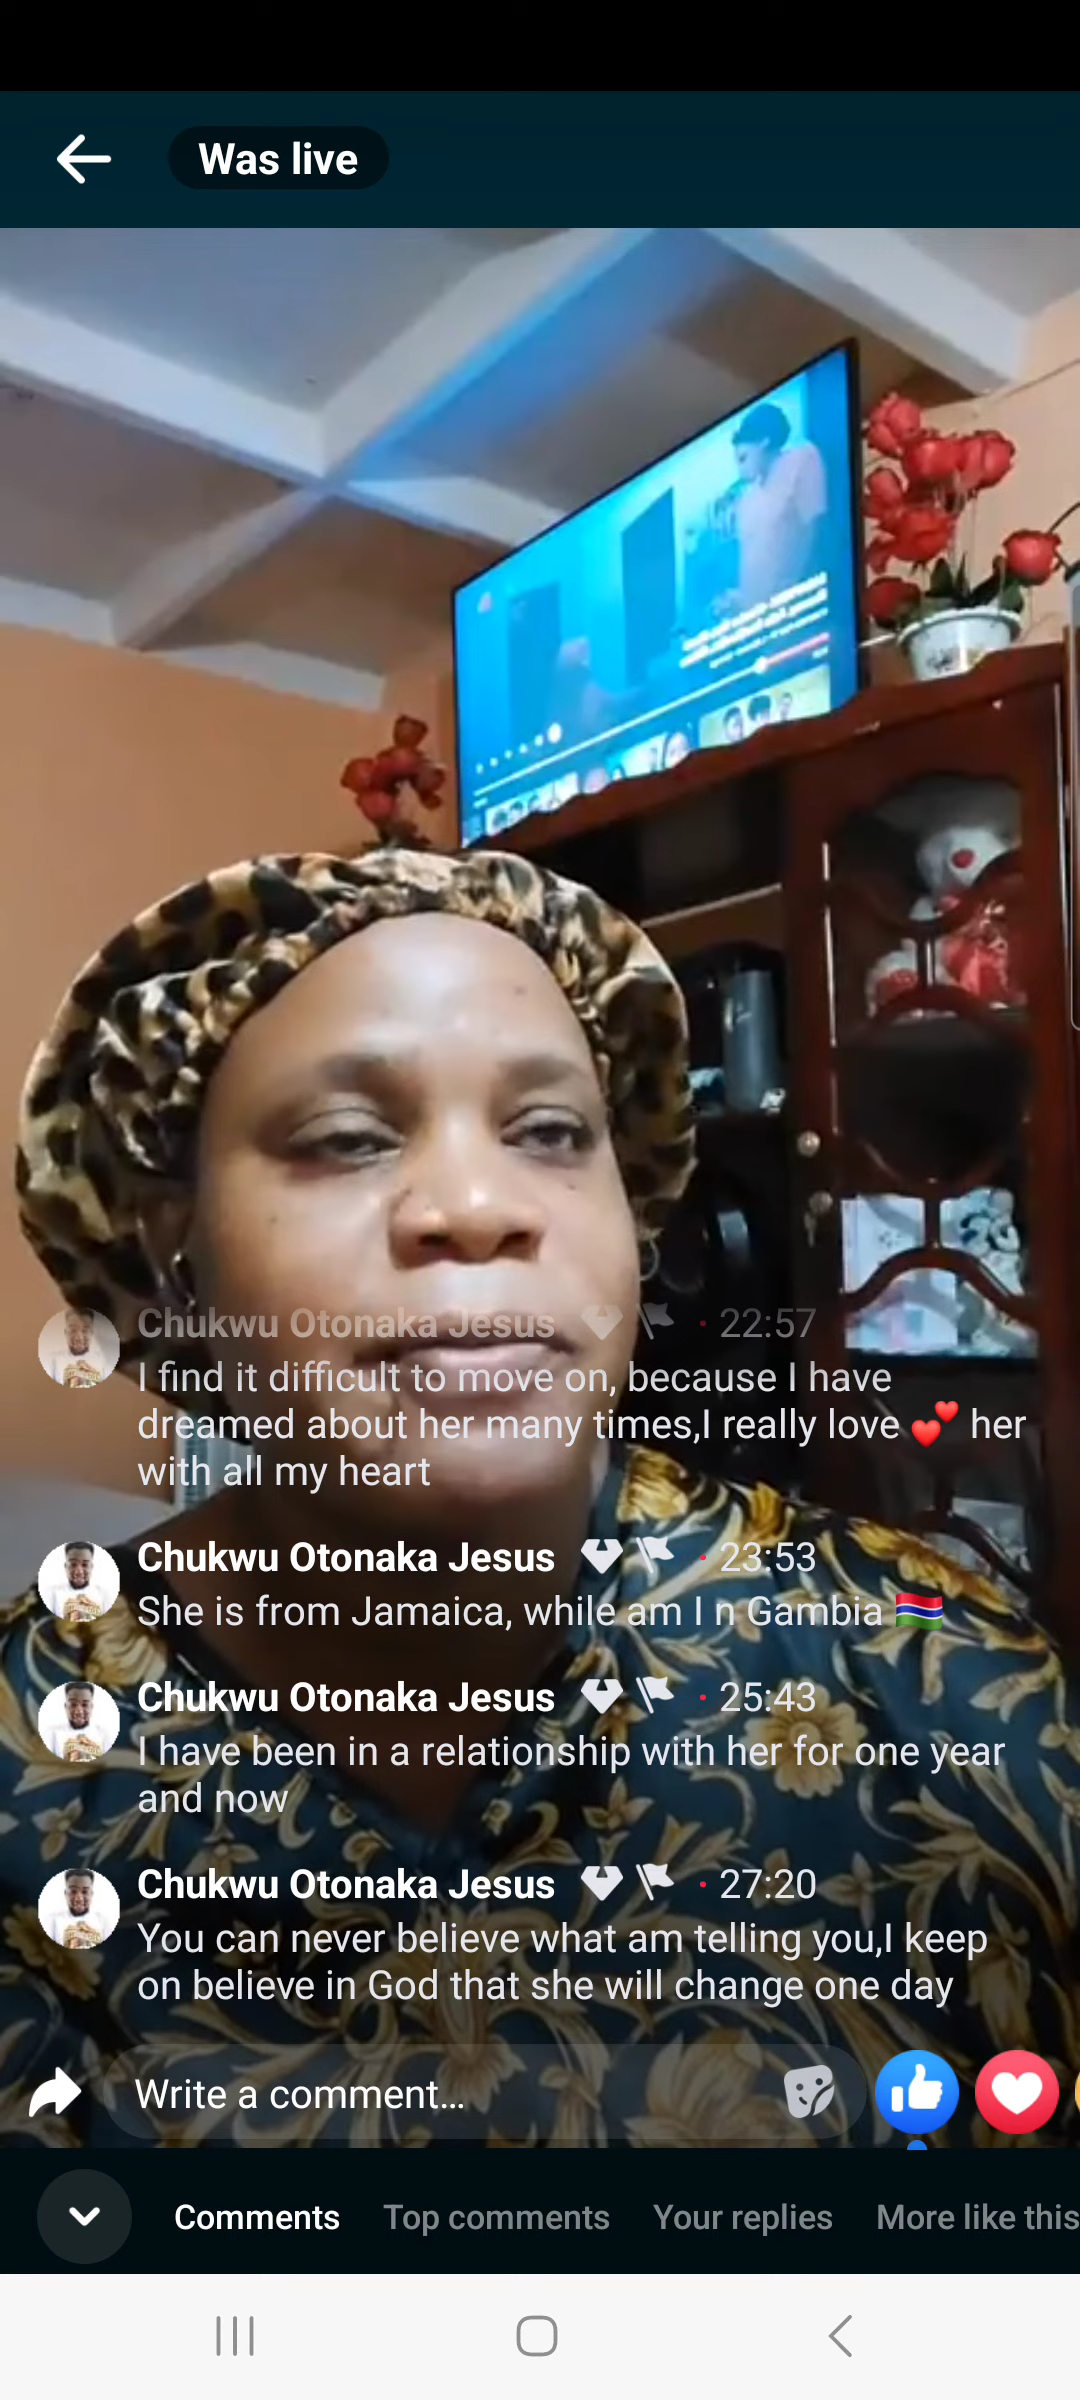 Was live
Chukwu Otonaka Jesus · 22:57
I find it difficult to move on, because I have
dreamed about her many times,I really love 💕 her
with all my heart
Chukwu Otonaka Jesus · 23:53
She is from Jamaica, while am I n Gambia 🇬🇲
Chukwu Otonaka Jesus · 25:43
I have been in a relationship with her for one year
and now
Chukwu Otonaka Jesus · 27:20
You can never believe what am telling you,I keep
on believe in God that she will change one day
Write a comment...
Comments Top comments Your replies More like this